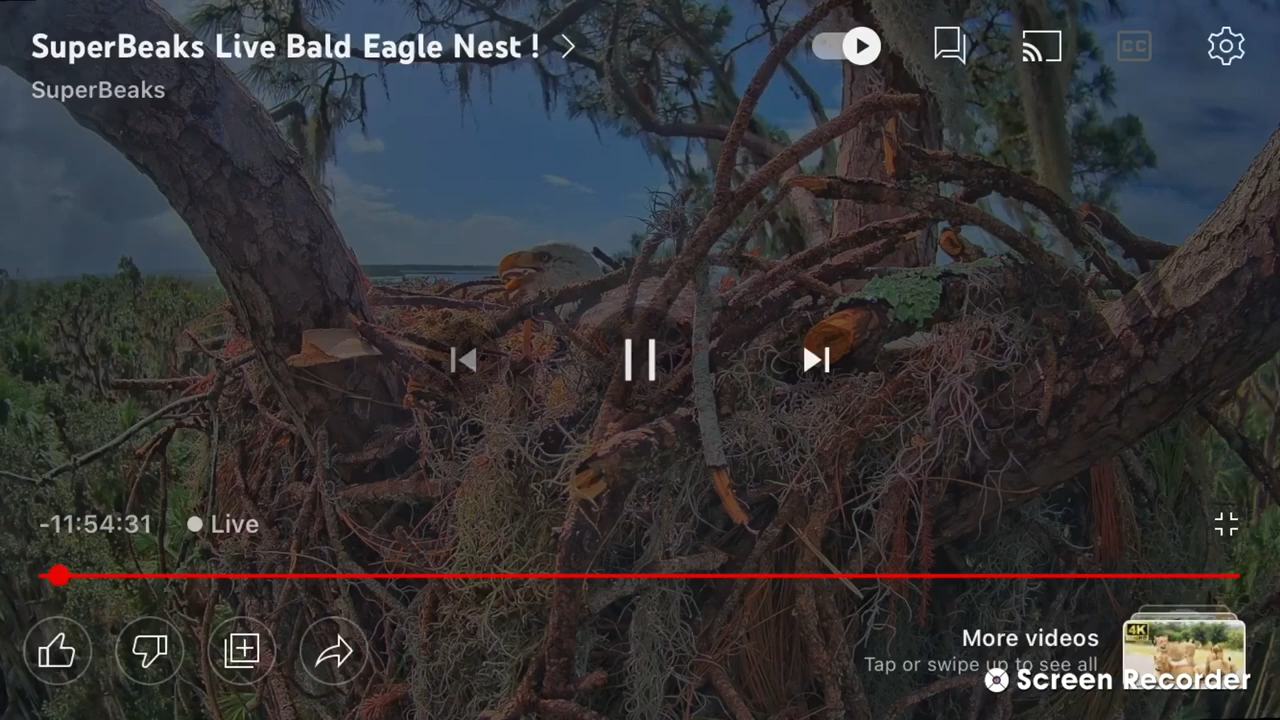 SuperBeaks Live Bald Eagle Nest !
SuperBeaks
CC
-11:54:31
Live
More videos
Tap or swipe up to see all
4K
Screen Recorder